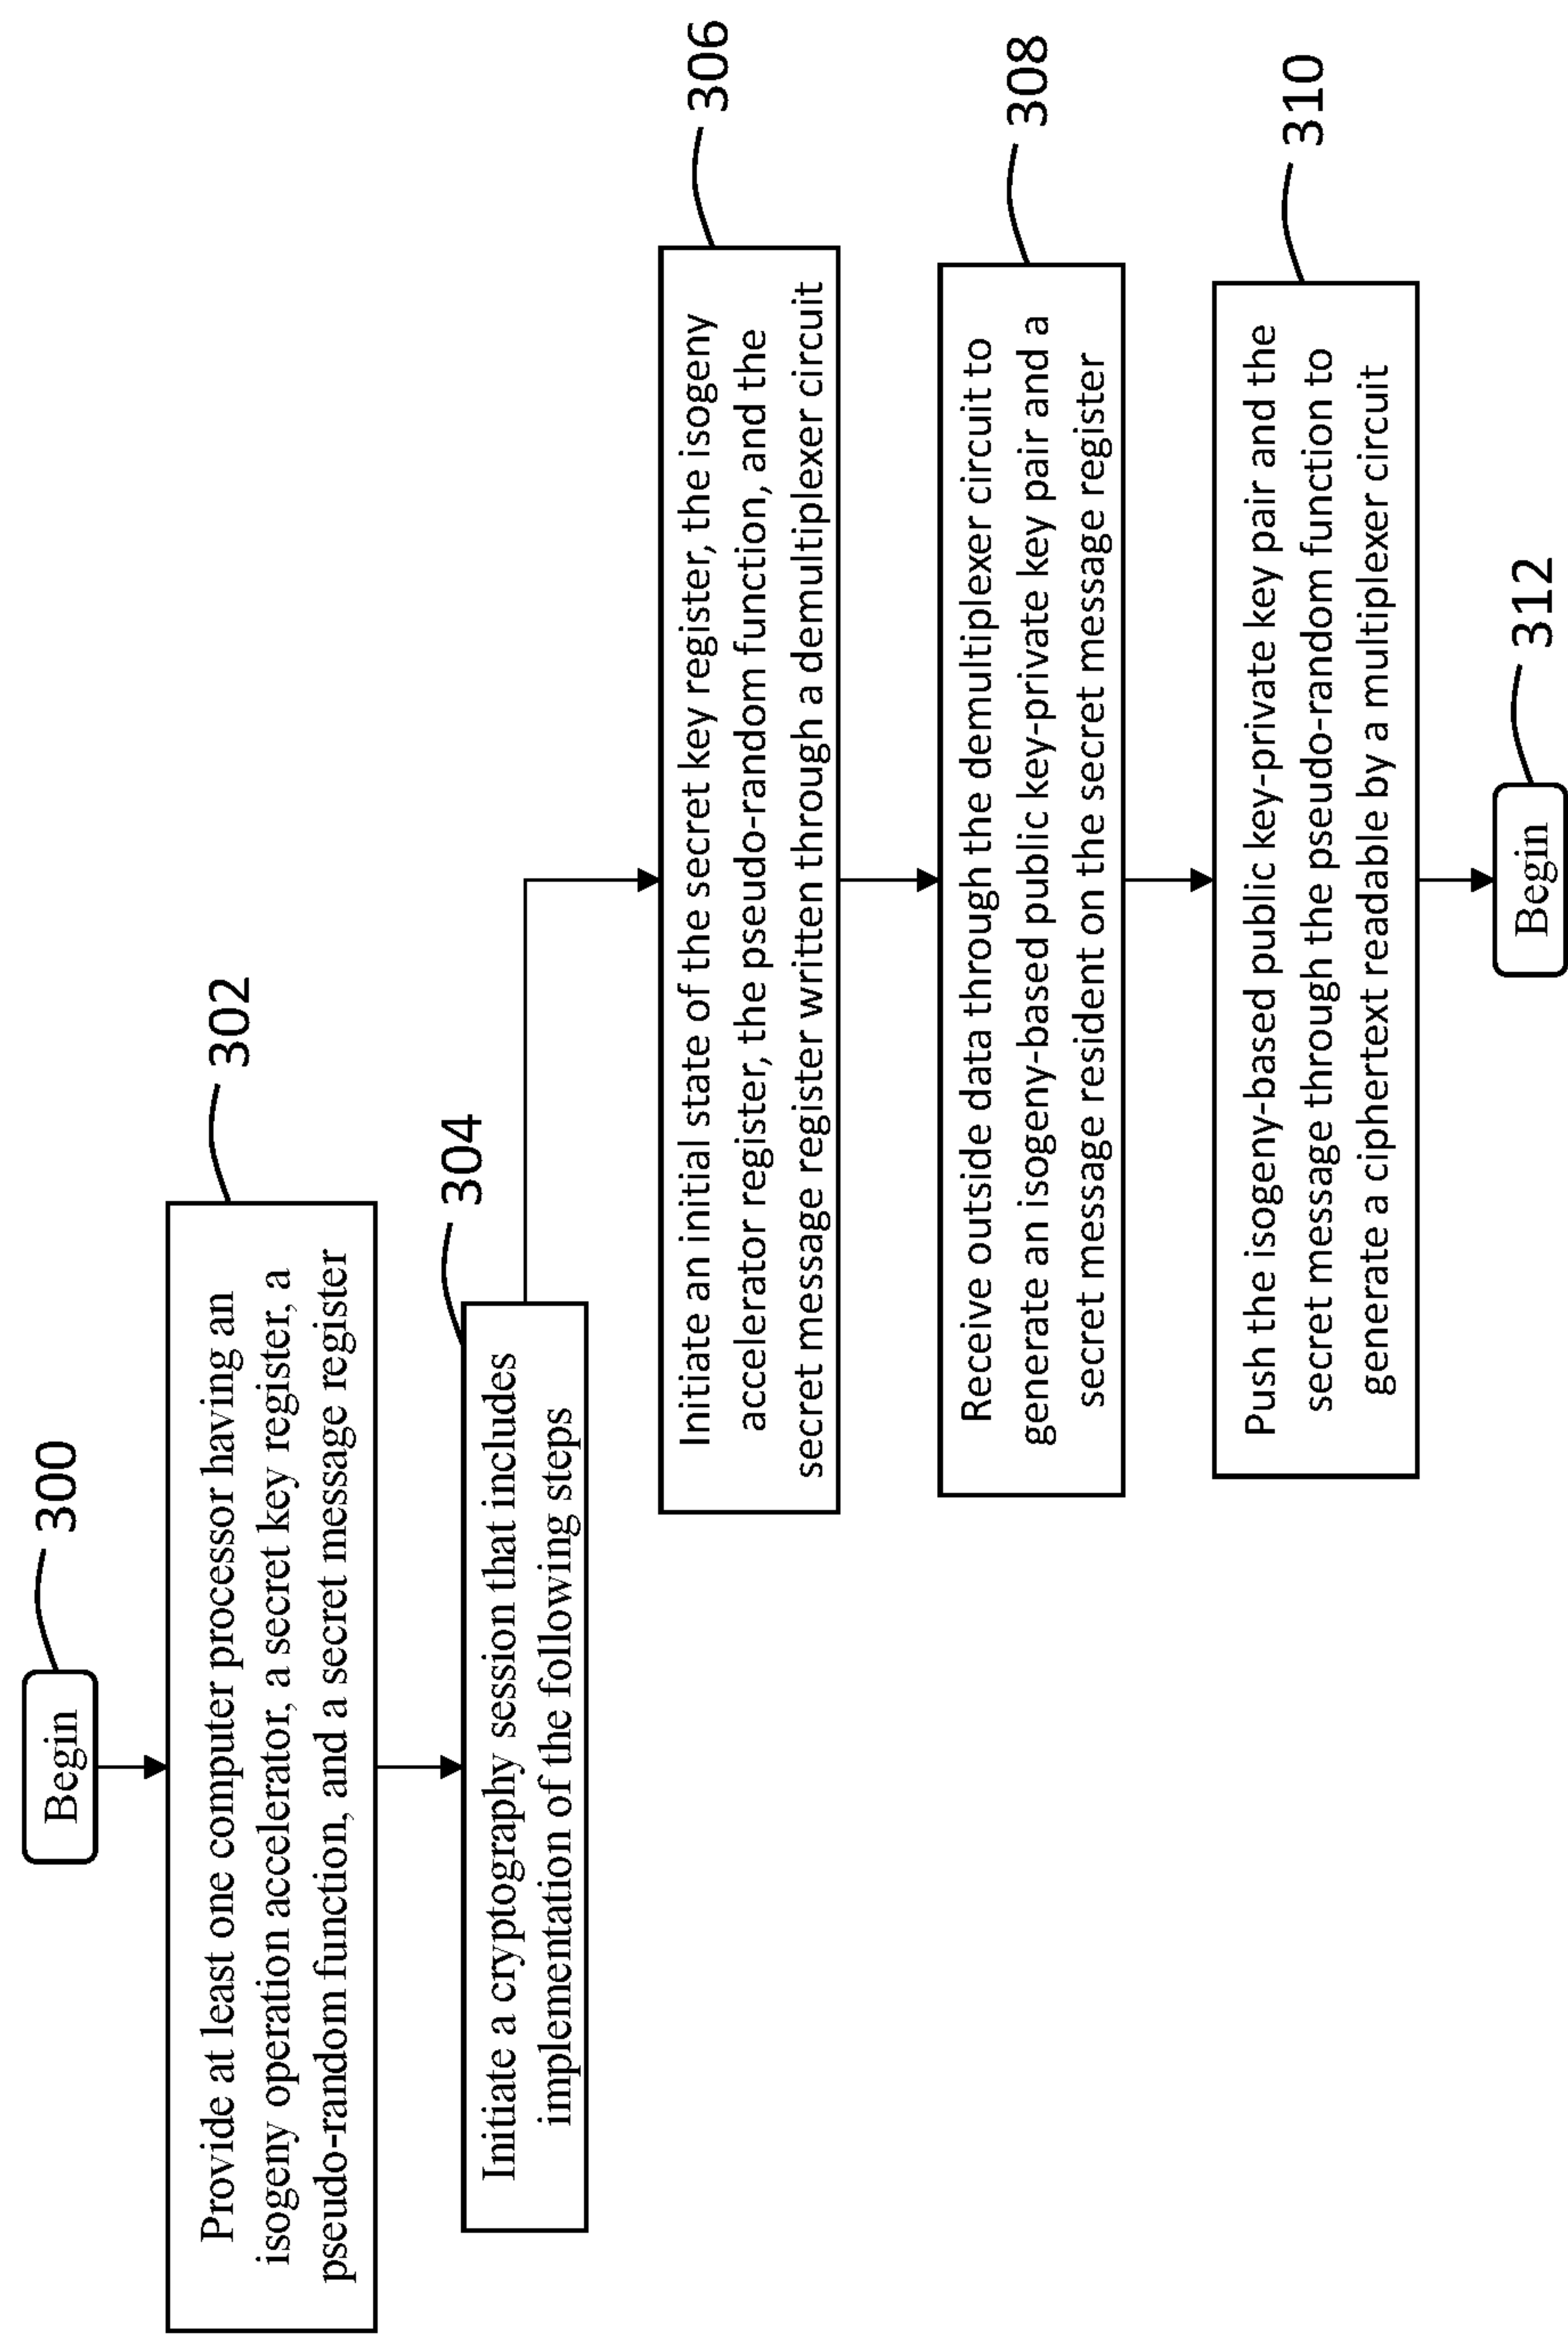 Begin
300
Provide at least one computer processor having an
isogeny operation accelerator, a secret key register, a
pseudo-random function, and a secret message register
302
Initiate a cryptography session that includes
implementation of the following steps
304
Initiate an initial state of the secret key register, the isogeny
accelerator register, the pseudo-random function, and the
secret message register written through a demultiplexer circuit
306
Receive outside data through the demultiplexer circuit to
generate an isogeny-based public key-private key pair and a
secret message resident on the secret message register
308
Push the isogeny-based public key-private key pair and the
secret message through the pseudo-random function to
generate a ciphertext readable by a multiplexer circuit
310
Begin
312